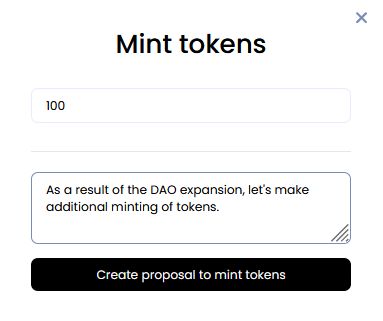 Mint tokens
100
As a result of the DAO expansion, let's make
additional minting of tokens.
Create proposal to mint tokens